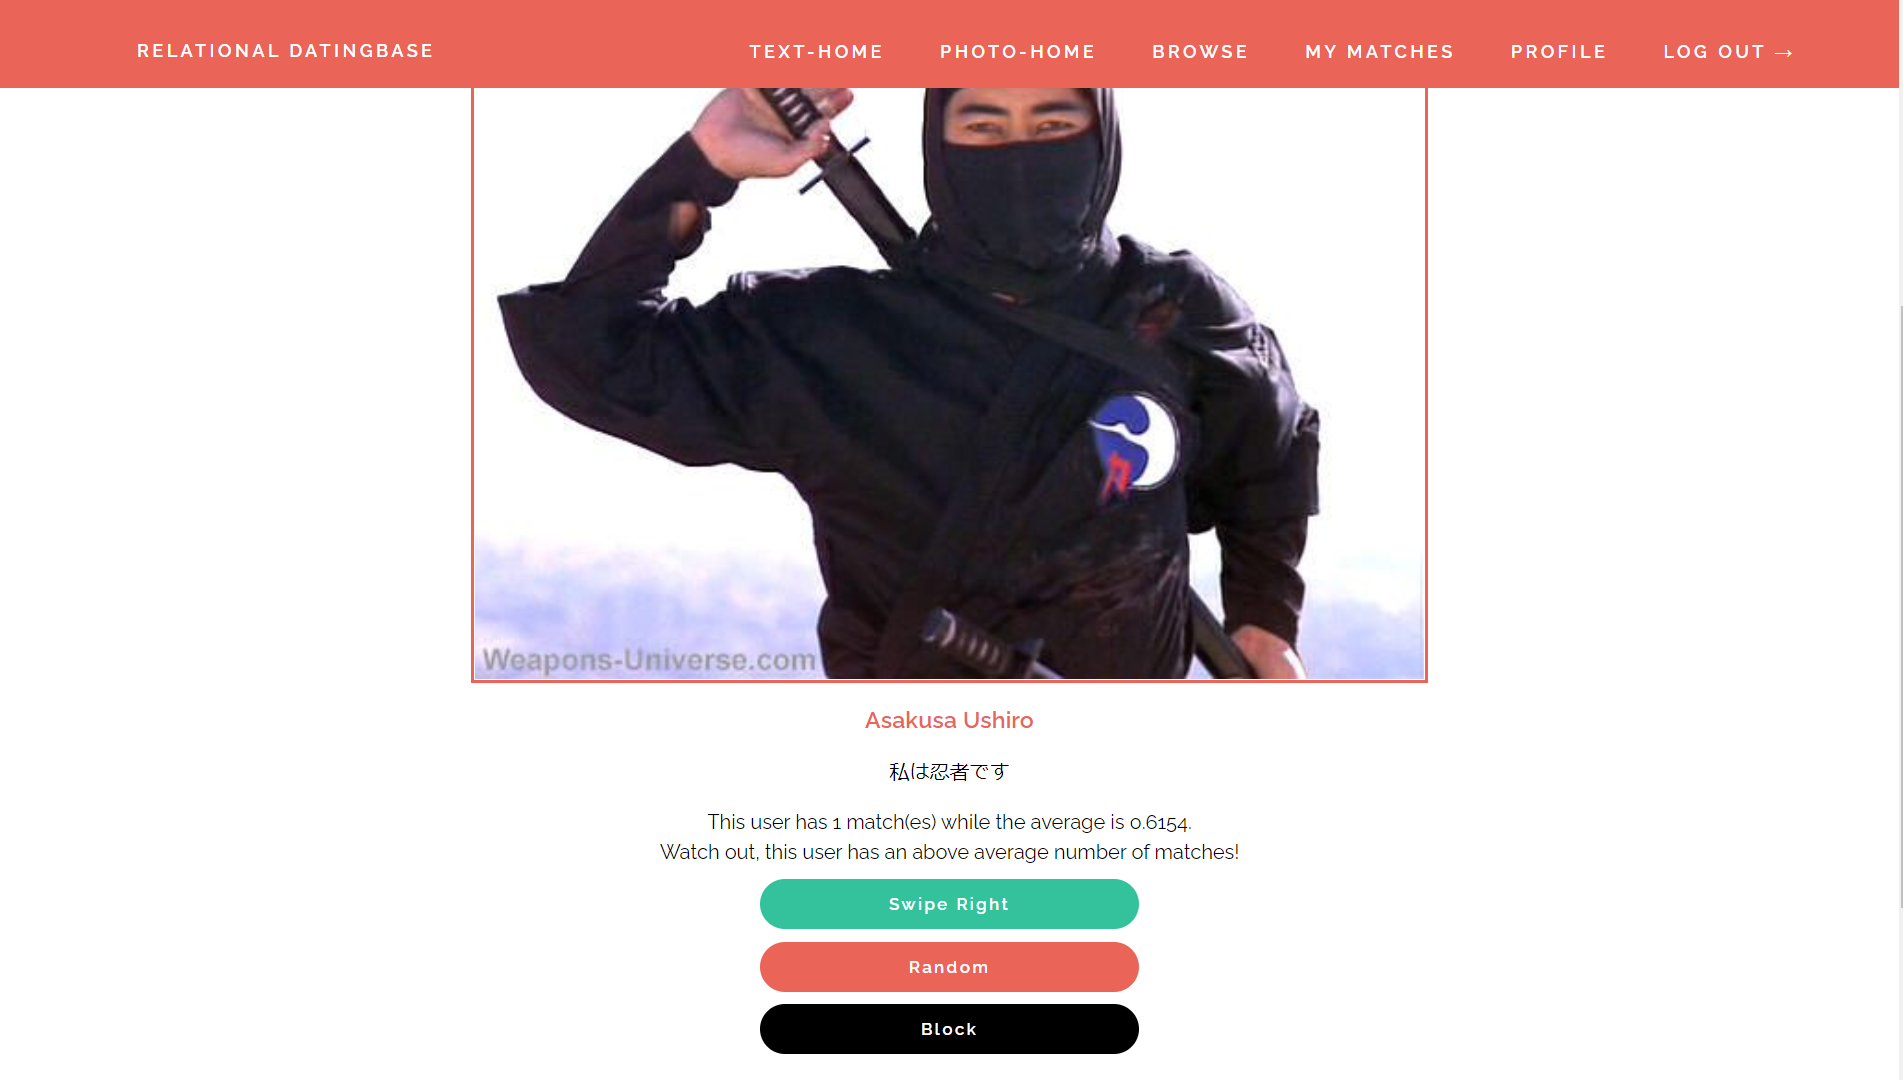 RELATIONAL DATINGBASE
TEXT-HOME
PHOTO-HOME
BROWSE
MY MATCHES
PROFILE
LOG OUT →
Weapons-Universe.com
Asakusa Ushiro
私は忍者です
This user has 1 match(es) while the average is 0.6154.
Watch out, this user has an above average number of matches!
Swipe Right
Random
Block